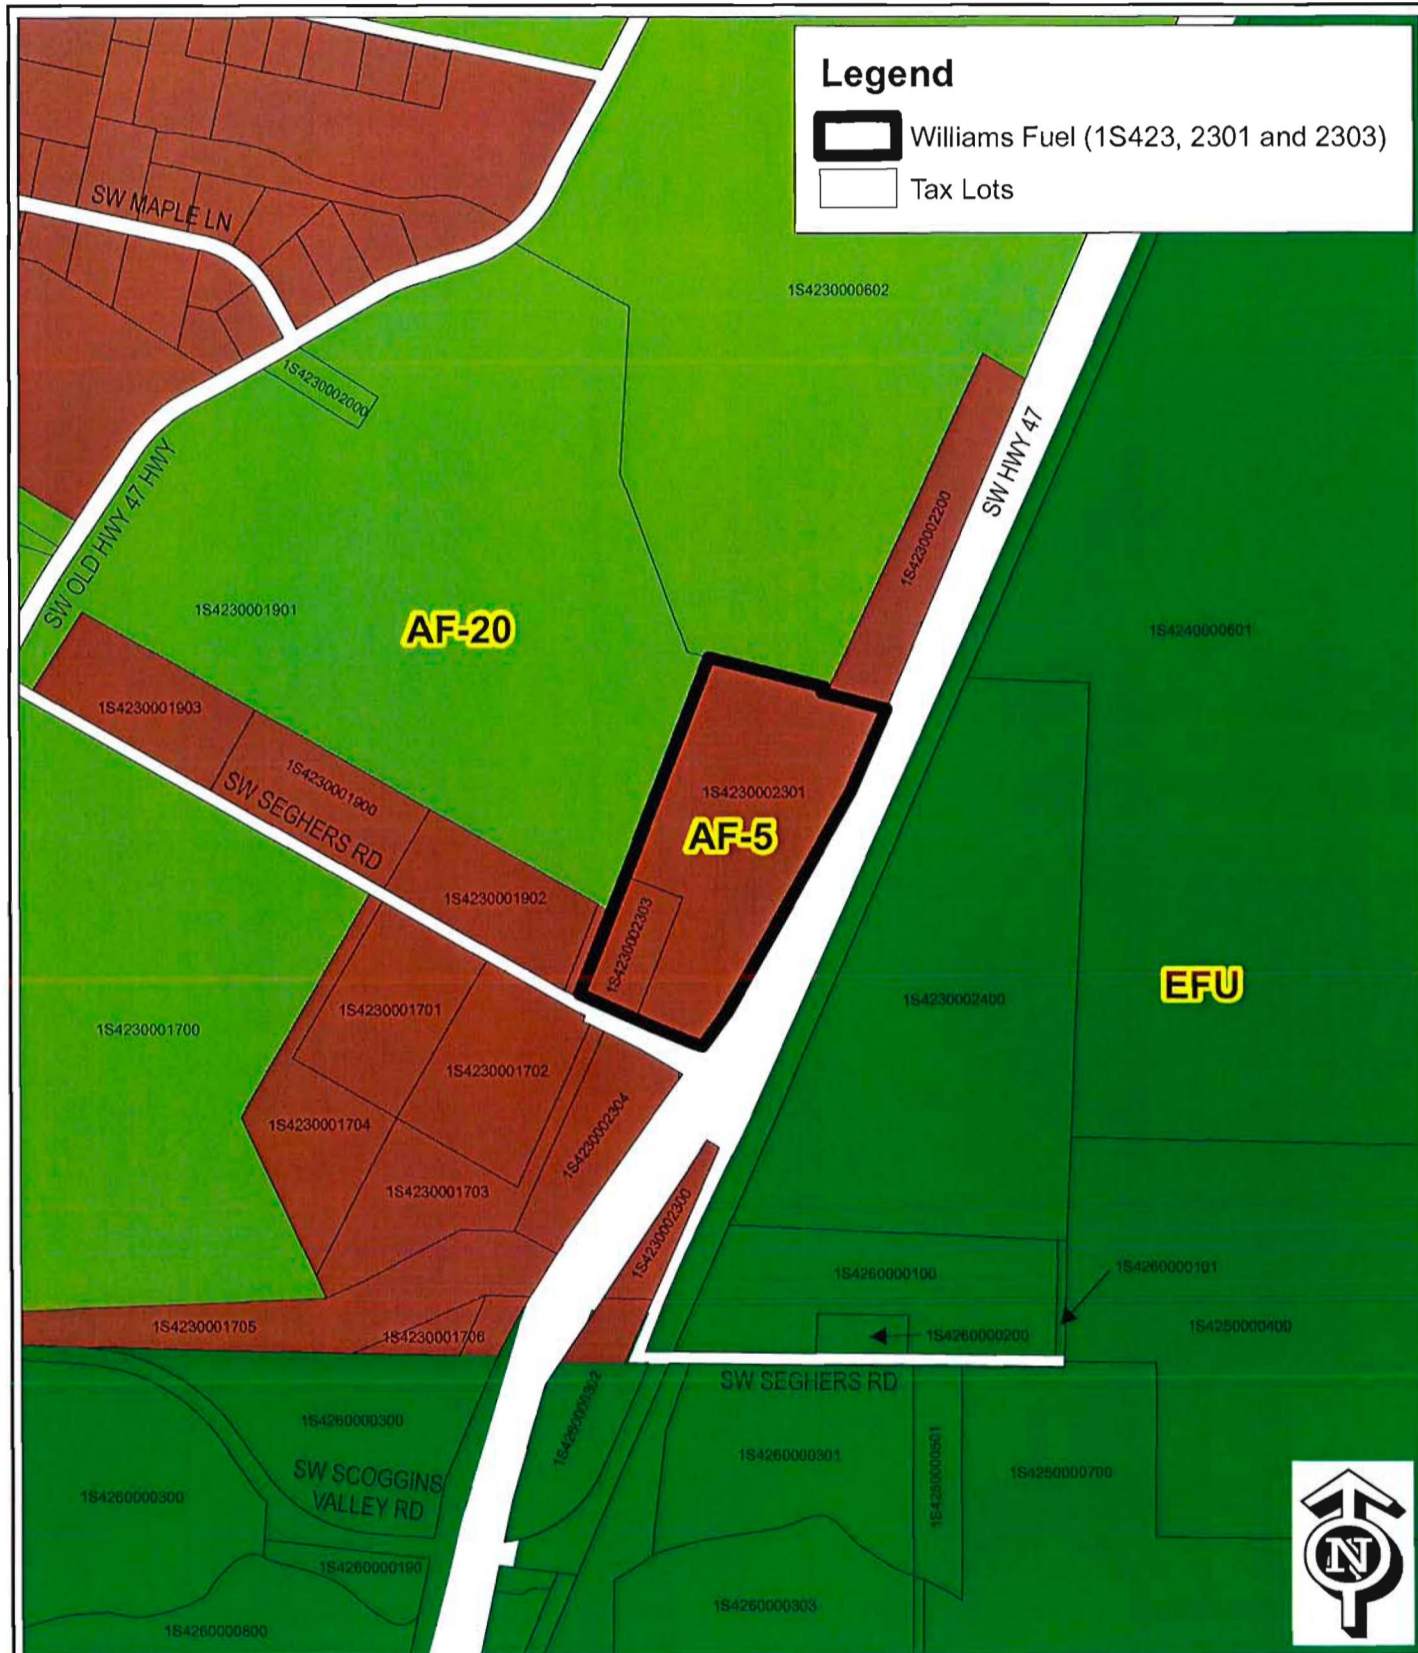 Legend
Williams Fuel (1S423, 2301 and 2303)
Tax Lots
SW MAPLE LN
1S4230000602
1S4230002000
SW HWY 47
SW OLD HWY 47 HWY
1S4230002200
1S4230001901
AF-20
1S4240000601
1S4230001903
1S4230001900
SW SEGHERS RD
1S4230002301
AF-5
1S4230001902
1S4230002303
EFU
1S4230002400
1S4230001701
1S4230001700
1S4230001702
1S4230001704
1S4230002304
1S4230001703
1S4230002300
1S4260000100
1S4260000101
1S4230001705
1S4230001706
1S4260000200
1S4250000400
SW SEGHERS RD
1S4260000302
1S4260000300
1S4260000301
SW SCOGGINS
VALLEY RD
1S4260000300
1S4250000700
1S4250000501
1S4260000190
1S4260000303
1S4260000800
N